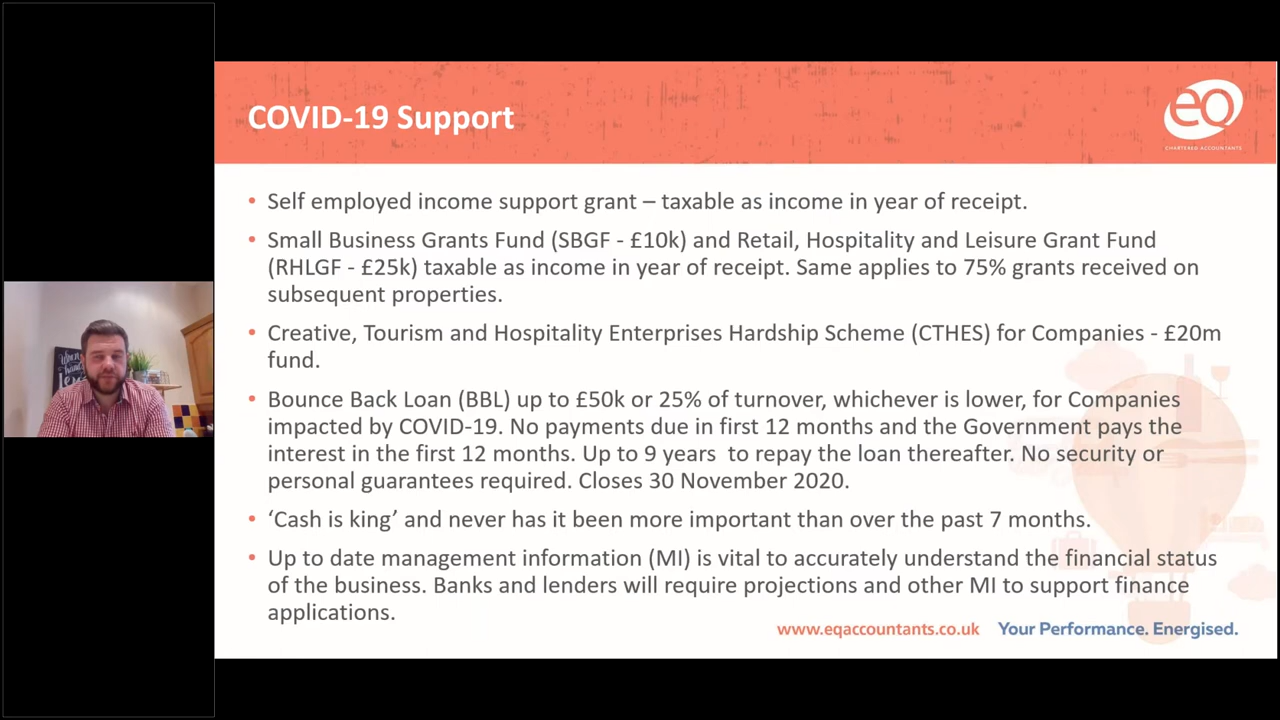 COVID-19 Support
eQ
CHARTERED ACCOUNTANTS
• Self employed income support grant – taxable as income in year of receipt.
• Small Business Grants Fund (SBGF - £10k) and Retail, Hospitality and Leisure Grant Fund
(RHLGF - £25k) taxable as income in year of receipt. Same applies to 75% grants received on
subsequent properties.
• Creative, Tourism and Hospitality Enterprises Hardship Scheme (CTHES) for Companies - £20m
fund.
• Bounce Back Loan (BBL) up to £50k or 25% of turnover, whichever is lower, for Companies
impacted by COVID-19. No payments due in first 12 months and the Government pays the
interest in the first 12 months. Up to 9 years  to repay the loan thereafter. No security or
personal guarantees required. Closes 30 November 2020.
• ‘Cash is king’ and never has it been more important than over the past 7 months.
• Up to date management information (MI) is vital to accurately understand the financial status
of the business. Banks and lenders will require projections and other MI to support finance
applications.
www.eqaccountants.co.uk Your Performance. Energised.
When